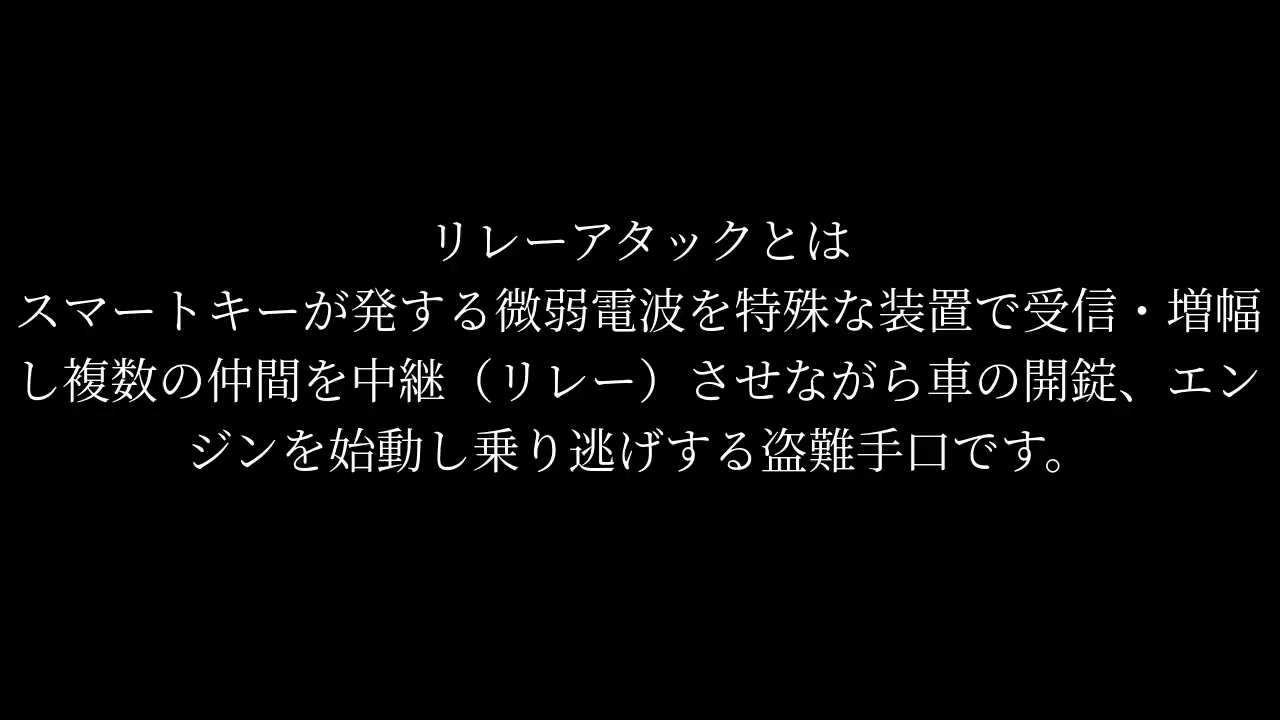 リレーアタックとは
スマートキーが発する微弱電波を特殊な装置で受信・増幅
し複数の仲間を中継（リレー）させながら車の開錠、エン
ジンを始動し乗り逃げする盗難手口です。